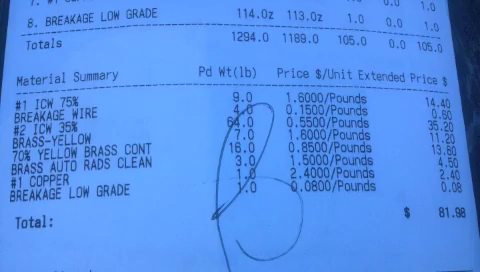 8. BREAKAGE LOW GRADE 114.0z 113.0z 1.0 0.0 1.0
Totals 1294.0 1189.0 105.0 0.0 105.0
Material Summary Pd Wt(lb) Price $/Unit Extended Price $
#1 ICW 75% 9.0 1.6000/Pounds 14.40
BREAKAGE WIRE 4.0 0.1500/Pounds 0.60
#2 ICW 35% 64.0 0.5500/Pounds 35.20
BRASS-YELLOW 7.0 1.6000/Pounds 11.20
70% YELLOW BRASS CONT 16.0 0.8500/Pounds 13.60
BRASS AUTO RADS CLEAN 3.0 1.5000/Pounds 4.50
#1 COPPER 1.0 2.4000/Pounds 2.40
BREAKAGE LOW GRADE 1.0 0.0800/Pounds 0.08
Total: $ 81.98